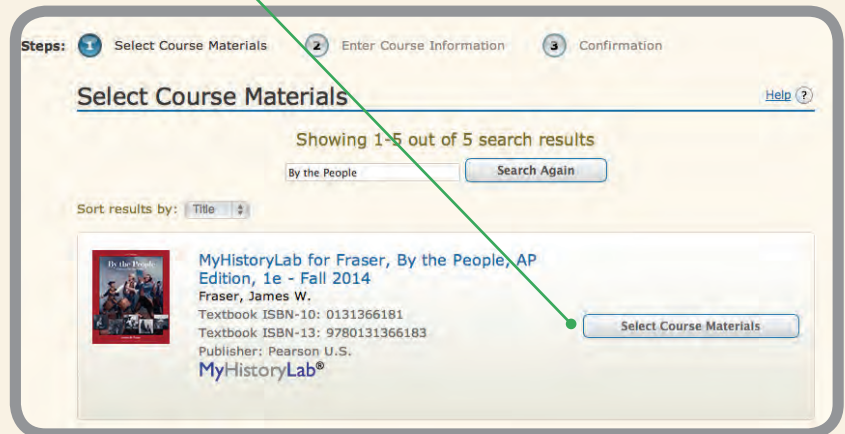 Steps: 1 Select Course Materials 2 Enter Course Information 3 Confirmation
Select Course Materials Help ?
Showing 1-5 out of 5 search results
By the People Search Again
Sort results by: Title
By the People
MyHistoryLab for Fraser, By the People, AP
Edition, 1e - Fall 2014
Fraser, James W.
Textbook ISBN-10: 0131366181
Textbook ISBN-13: 9780131366183
Publisher: Pearson U.S.
MyHistoryLab®
Select Course Materials